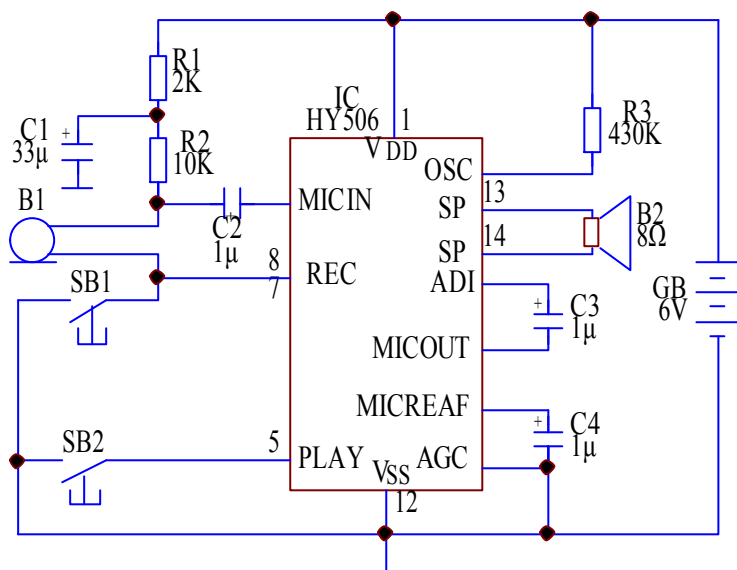 R1
2K
C1
+
33μ
R2
10K
B1
+
C2
1μ
8
7
SB1
SB2
5
IC
HY506
1
VDD
MICIN
REC
PLAY
VSS
12
OSC
SP
SP
ADI
MICOUT
MICREAF
AGC
13
14
R3
430K
B2
8Ω
+
C3
1μ
+
C4
1μ
GB
6V